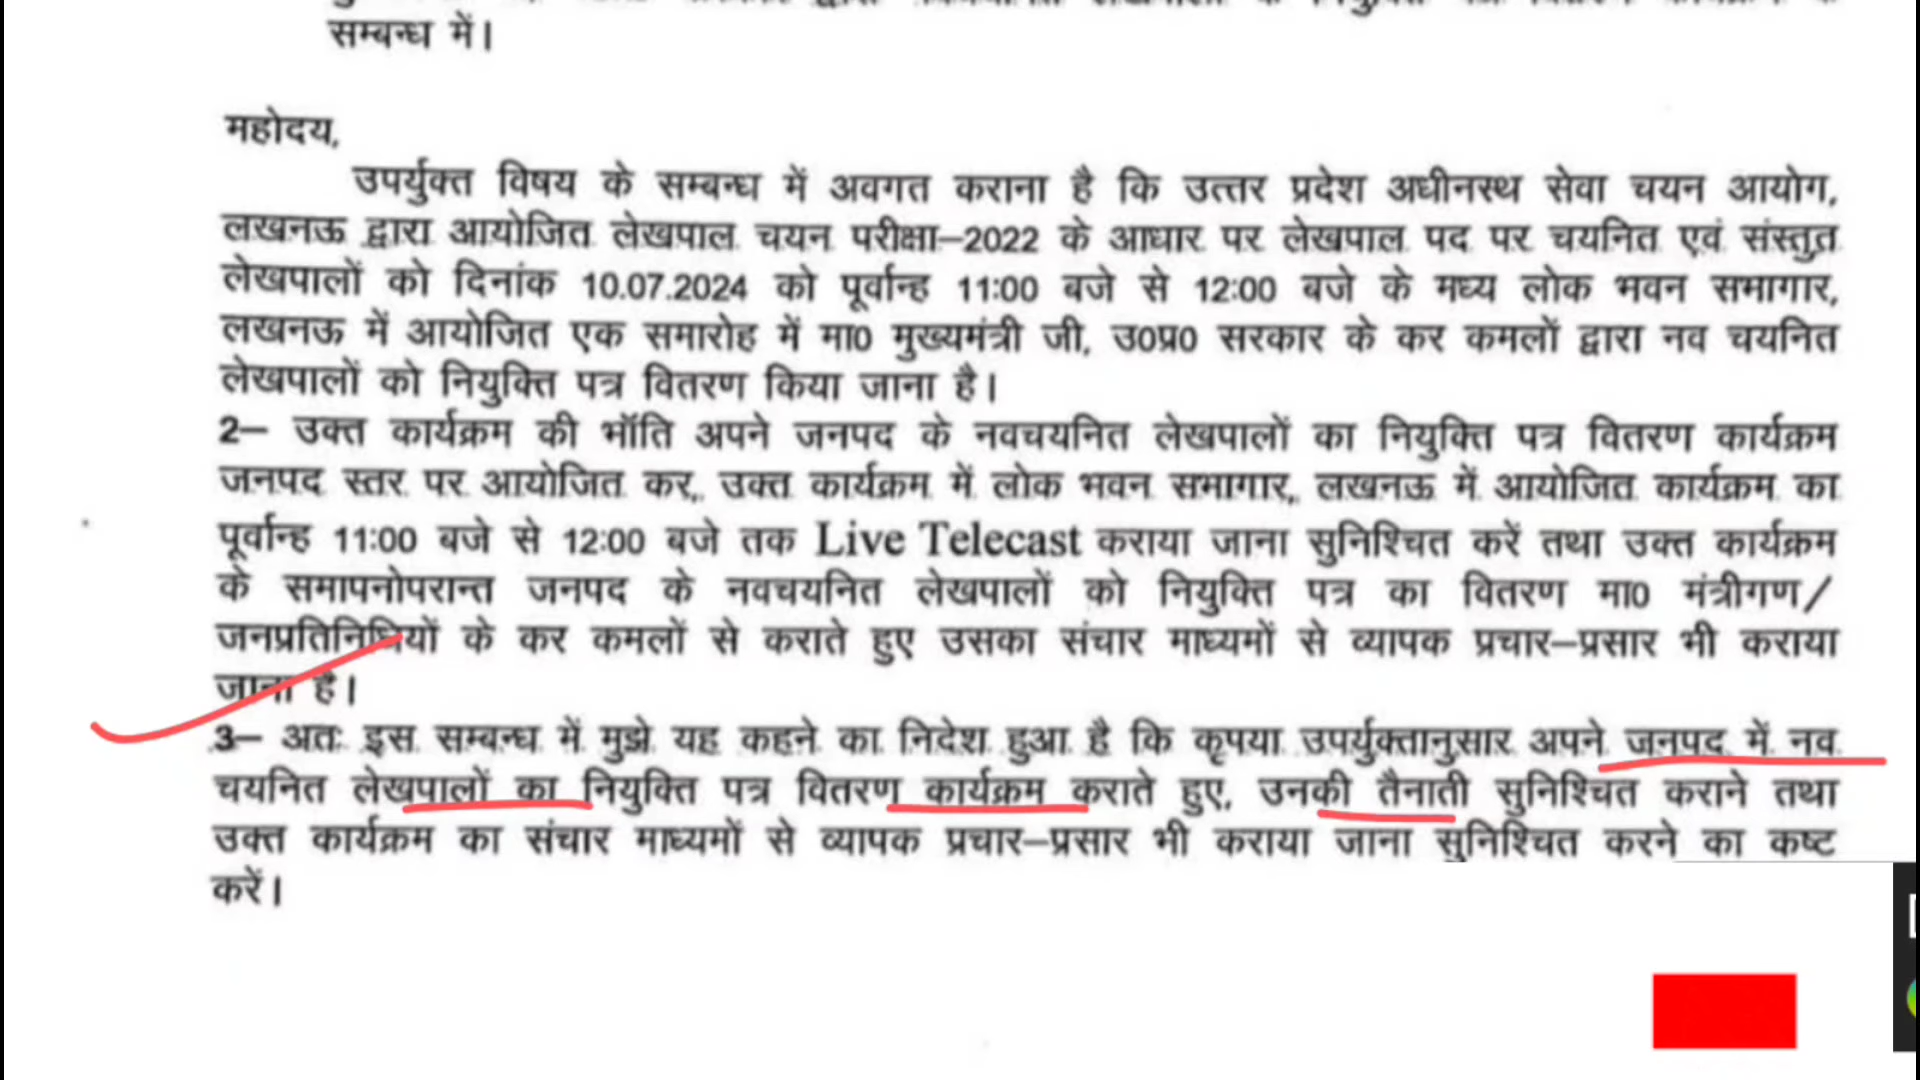 सम्बन्ध में।
महोदय,
उपर्युक्त विषय के सम्बन्ध में अवगत कराना है कि उत्तर प्रदेश अधीनस्थ सेवा चयन आयोग,
लखनऊ द्वारा आयोजित लेखपाल चयन परीक्षा–2022 के आधार पर लेखपाल पद पर चयनित एवं संस्तुत
लेखपालों को दिनांक 10.07.2024 को पूर्वान्ह 11:00 बजे से 12:00 बजे के मध्य लोक भवन सभागार,
लखनऊ में आयोजित एक समारोह में मा0 मुख्यमंत्री जी, उ0प्र0 सरकार के कर कमलों द्वारा नव चयनित
लेखपालों को नियुक्ति पत्र वितरण किया जाना है।
2– उक्त कार्यक्रम की भॉति अपने जनपद के नवचयनित लेखपालों का नियुक्ति पत्र वितरण कार्यक्रम
जनपद स्तर पर आयोजित कर, उक्त कार्यक्रम में लोक भवन सभागार, लखनऊ में आयोजित कार्यक्रम का
पूर्वान्ह 11:00 बजे से 12:00 बजे तक Live Telecast कराया जाना सुनिश्चित करें तथा उक्त कार्यक्रम
के समापनोपरान्त जनपद के नवचयनित लेखपालों को नियुक्ति पत्र का वितरण मा0 मंत्रीगण/
जनप्रतिनिधियों के कर कमलों से कराते हुए उसका संचार माध्यमों से व्यापक प्रचार–प्रसार भी कराया
जाना है।
3– अतः इस सम्बन्ध में मुझे यह कहने का निदेश हुआ है कि कृपया उपर्युक्तानुसार अपने जनपद में नव
चयनित लेखपालों का नियुक्ति पत्र वितरण कार्यक्रम कराते हुए, उनकी तैनाती सुनिश्चित कराने तथा
उक्त कार्यक्रम का संचार माध्यमों से व्यापक प्रचार–प्रसार भी कराया जाना सुनिश्चित करने का कष्ट
करें।